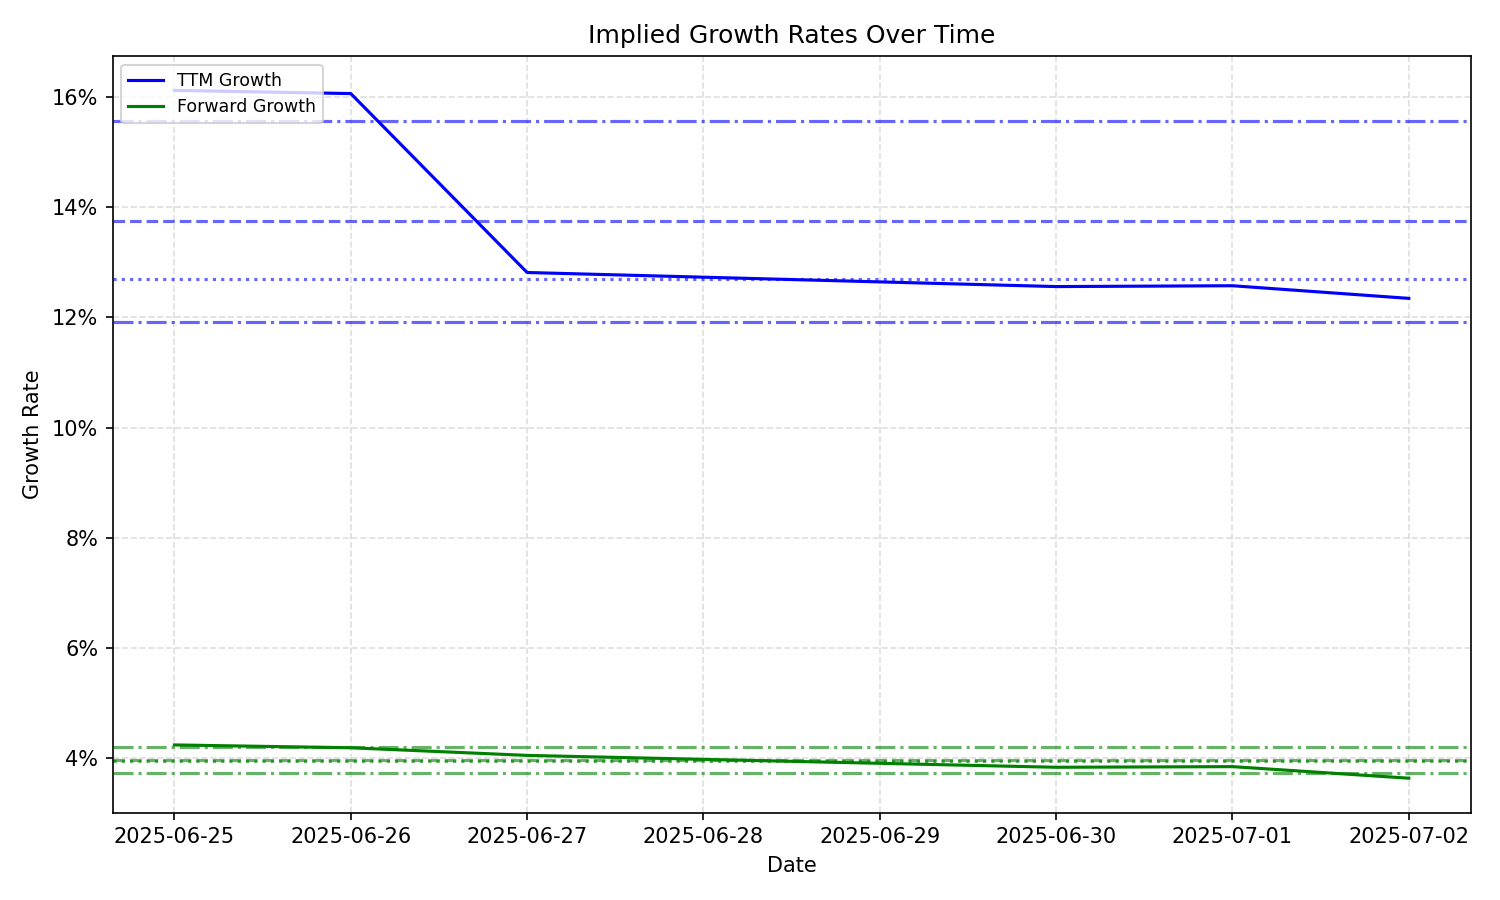 Implied Growth Rates Over Time
TTM Growth
Forward Growth
16%
14%
12%
10%
8%
6%
4%
Growth Rate
2025-06-25 2025-06-26 2025-06-27 2025-06-28 2025-06-29 2025-06-30 2025-07-01 2025-07-02
Date